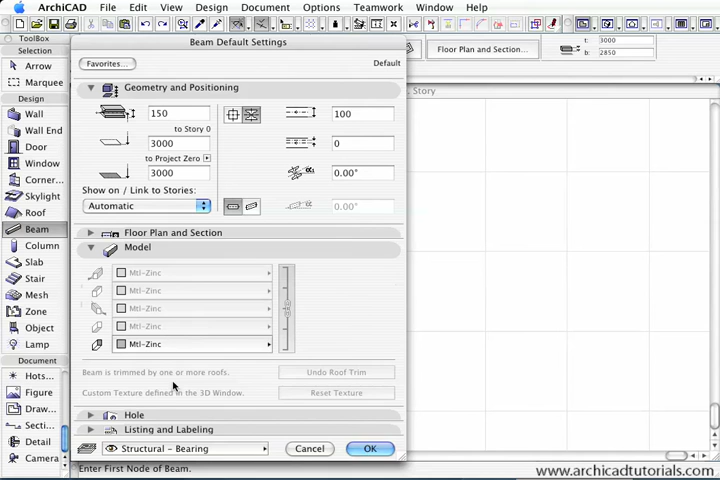 ArchiCAD File Edit View Design Document Options Teamwork Window Help
ToolBox
Selection
Arrow
Marquee
Design
Wall
Wall End
Door
Window
Corner...
Skylight
Roof
Beam
Column
Slab
Stair
Mesh
Zone
Object
Lamp
Document
Hots...
Figure
Draw...
Secti...
Detail
Camera
Beam Default Settings
Favorites...
Default
Geometry and Positioning
150
100
to Story 0
3000
0
to Project Zero
3000
0.00°
Show on / Link to Stories:
Automatic
0.00°
Floor Plan and Section
Model
Mtl-Zinc
Mtl-Zinc
Mtl-Zinc
Mtl-Zinc
Mtl-Zinc
Beam is trimmed by one or more roofs.
Undo Roof Trim
Custom Texture defined in the 3D Window.
Reset Texture
Hole
Listing and Labeling
Structural - Bearing
Cancel
OK
Floor Plan and Section...
t:
3000
b:
2850
. Story
Enter First Node of Beam.
www.archicadtutorials.com